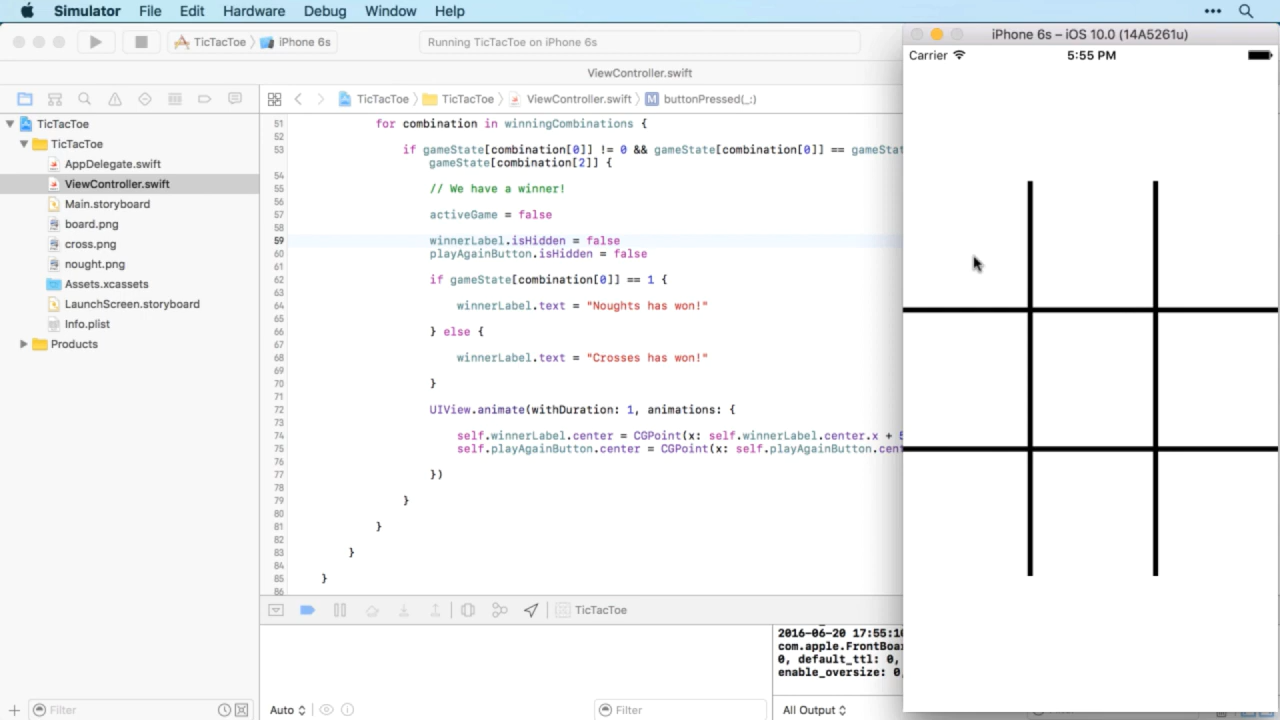 Simulator File Edit Hardware Debug Window Help
TicTacToe iPhone 6s Running TicTacToe on iPhone 6s
iPhone 6s – iOS 10.0 (14A5261u)
Carrier 5:55 PM
ViewController.swift
TicTacToe TicTacToe ViewController.swift M buttonPressed(_:)
TicTacToe
TicTacToe
AppDelegate.swift
ViewController.swift
Main.storyboard
board.png
cross.png
nought.png
Assets.xcassets
LaunchScreen.storyboard
Info.plist
Products
51 for combination in winningCombinations {
52
53 if gameState[combination[0]] != 0 && gameState[combination[0]] == gameStat
gameState[combination[2]] {
54
55 // We have a winner!
56
57 activeGame = false
58
59 winnerLabel.isHidden = false
60 playAgainButton.isHidden = false
61
62 if gameState[combination[0]] == 1 {
63
64 winnerLabel.text = "Noughts has won!"
65
66 } else {
67
68 winnerLabel.text = "Crosses has won!"
69
70 }
71
72 UIView.animate(withDuration: 1, animations: {
73
74 self.winnerLabel.center = CGPoint(x: self.winnerLabel.center.x + 5
75 self.playAgainButton.center = CGPoint(x: self.playAgainButton.cent
76
77 })
78
79 }
80
81 }
82
83 }
84
85 }
86
TicTacToe
2016-06-20 17:55:10
com.apple.FrontBoa
0, default_ttl: 0,
enable_oversize: 0,
Filter Auto Filter All Output